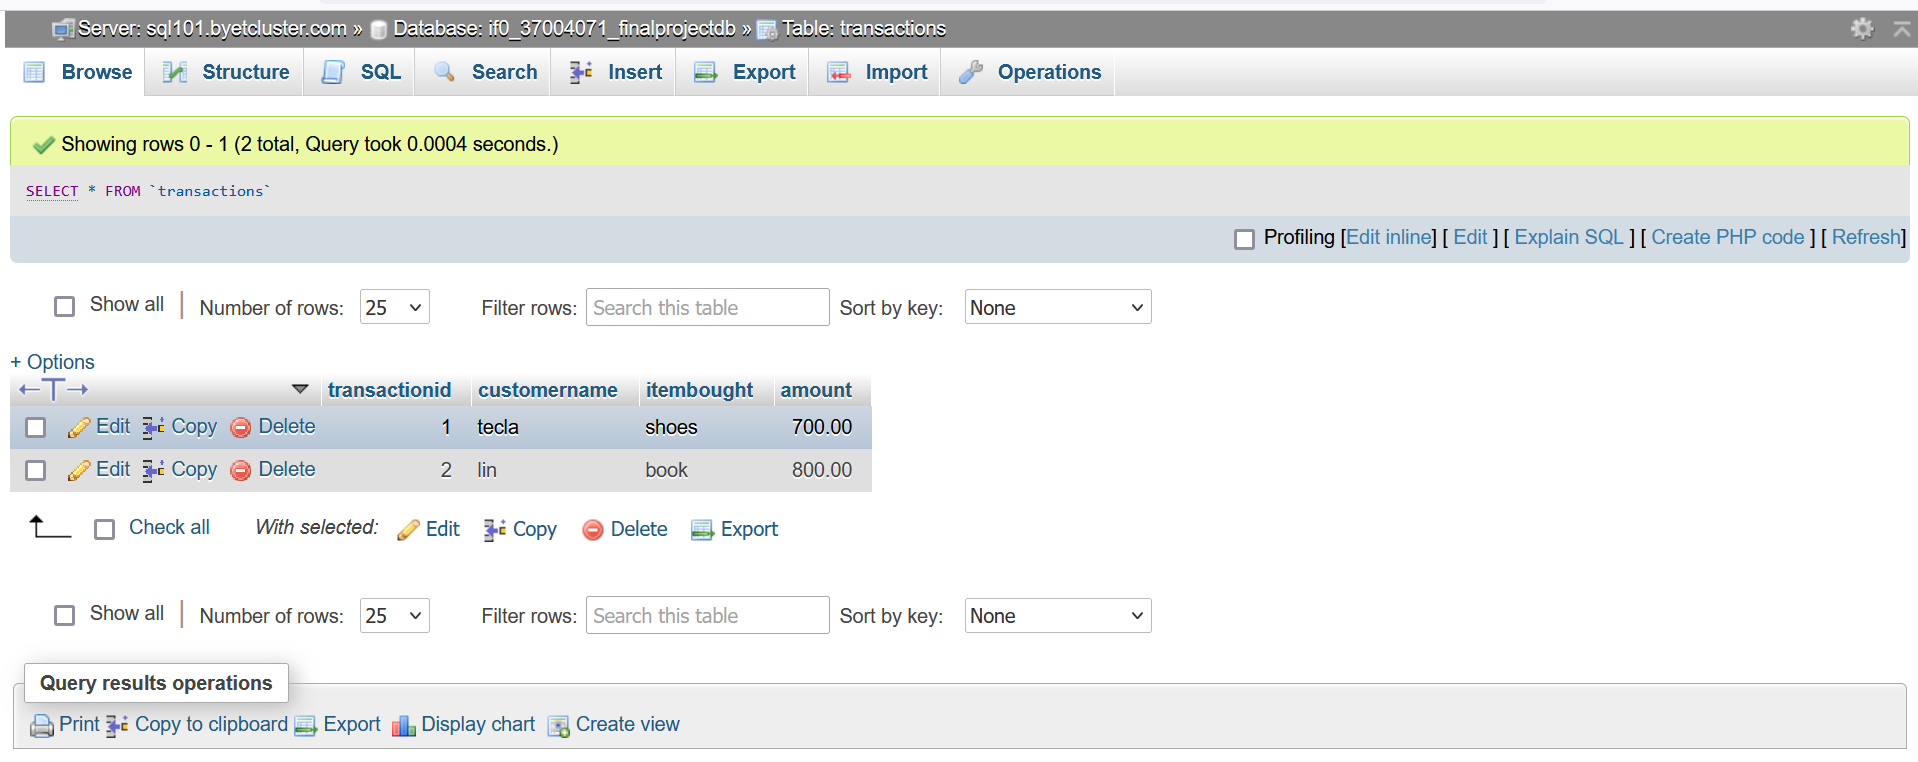 Server: sql101.byetcluster.com » Database: if0_37004071_finalprojectdb » Table: transactions
Browse Structure SQL Search Insert Export Import Operations
Showing rows 0 - 1 (2 total, Query took 0.0004 seconds.)
SELECT * FROM `transactions`
Profiling [Edit inline] [ Edit ] [ Explain SQL ] [ Create PHP code ] [ Refresh]
Show all | Number of rows: 25 Filter rows: Search this table Sort by key: None
+ Options
←T→ transactionid customername itembought amount
Edit Copy Delete 1 tecla shoes 700.00
Edit Copy Delete 2 lin book 800.00
Check all With selected: Edit Copy Delete Export
Show all | Number of rows: 25 Filter rows: Search this table Sort by key: None
Query results operations
Print Copy to clipboard Export Display chart Create view